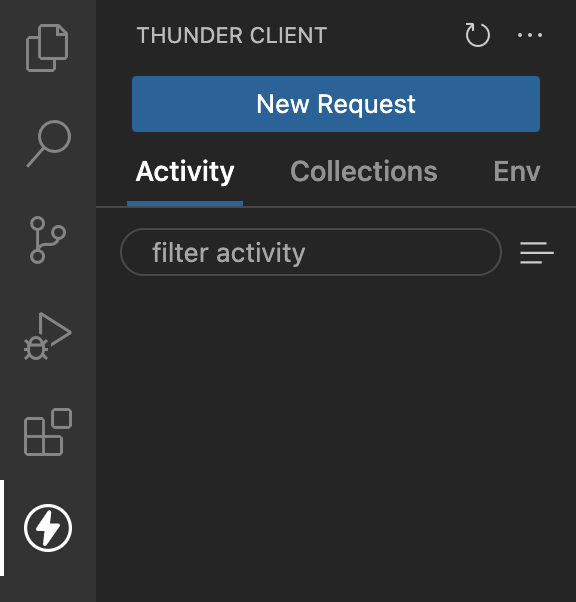 THUNDER CLIENT
New Request
Activity Collections Env
filter activity